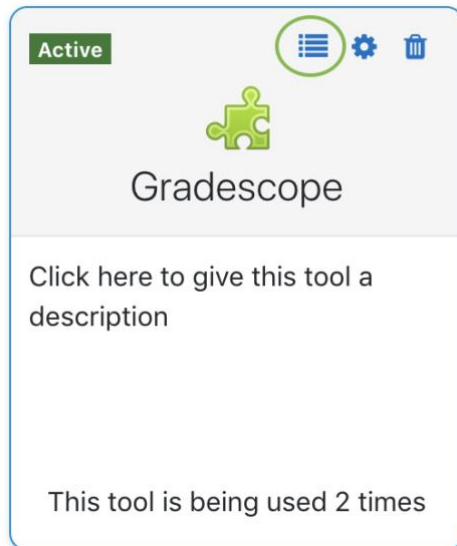 Active
Gradescope
Click here to give this tool a
description
This tool is being used 2 times